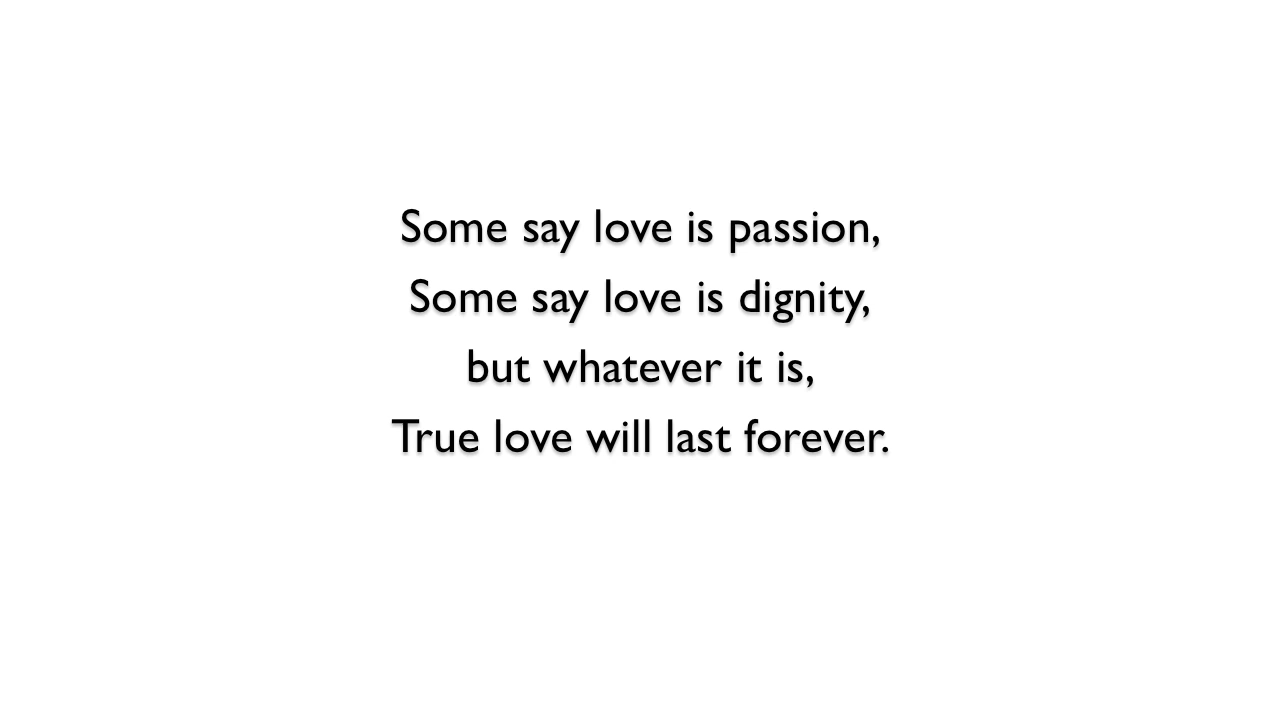 Some say love is passion,
Some say love is dignity,
but whatever it is,
True love will last forever.